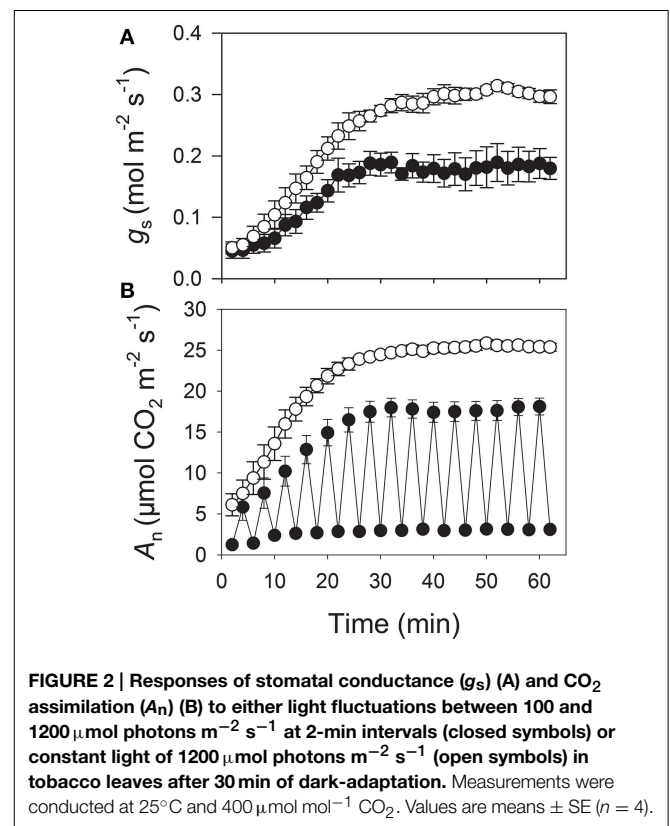 A
0.4
0.3
0.2
0.1
0.0
gs (mol m−2 s−1)
B
30
25
20
15
10
5
0
An (μmol CO2 m−2 s−1)
0 10 20 30 40 50 60
Time (min)
FIGURE 2 | Responses of stomatal conductance (gs) (A) and CO2
assimilation (An) (B) to either light fluctuations between 100 and
1200 μmol photons m−2 s−1 at 2-min intervals (closed symbols) or
constant light of 1200 μmol photons m−2 s−1 (open symbols) in
tobacco leaves after 30 min of dark-adaptation. Measurements were
conducted at 25°C and 400 μmol mol−1 CO2. Values are means ± SE (n = 4).